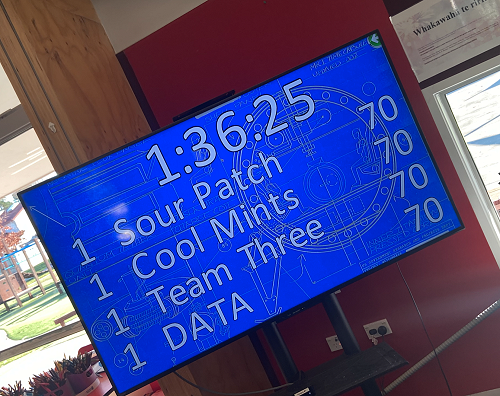 1:36:25
1 Sour Patch 70
1 Cool Mints 70
1 Team Three 70
1 DATA 70